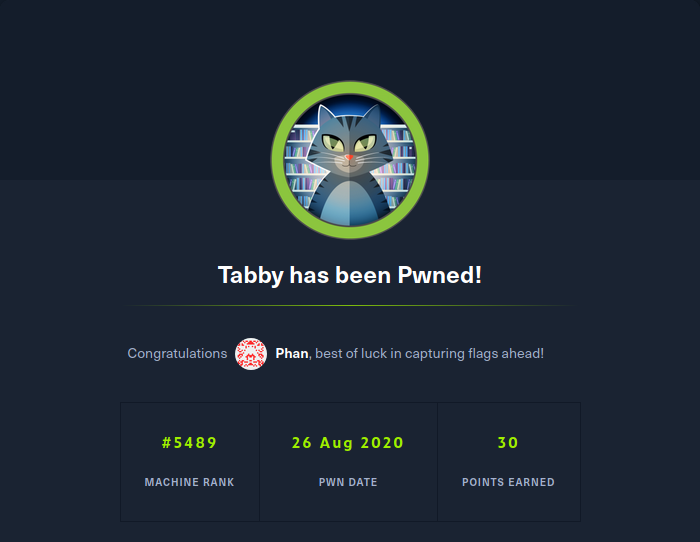 Tabby has been Pwned!
Congratulations Phan, best of luck in capturing flags ahead!
#5489 26 Aug 2020 30
MACHINE RANK PWN DATE POINTS EARNED